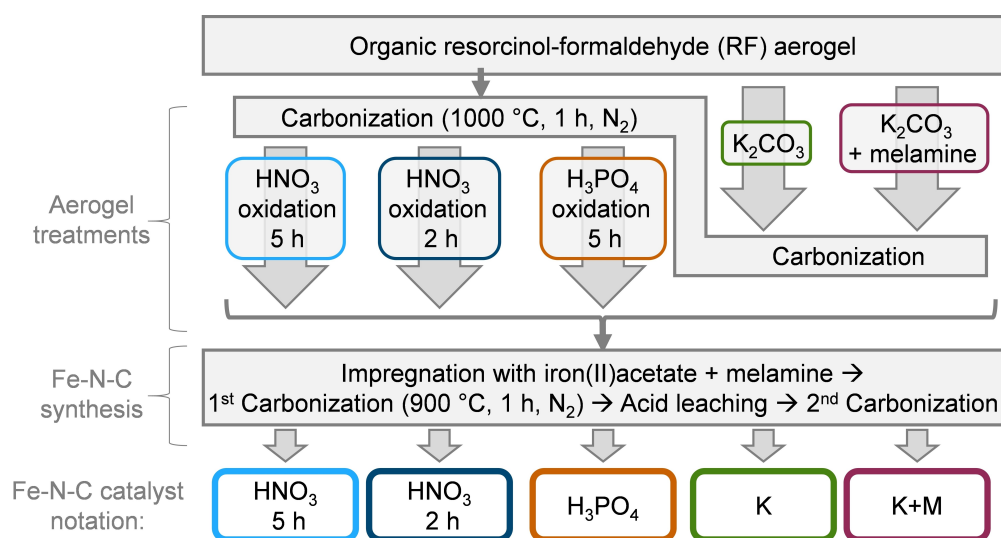 Organic resorcinol-formaldehyde (RF) aerogel
Carbonization (1000 °C, 1 h, N₂)
K₂CO₃
K₂CO₃
+ melamine
HNO₃
oxidation
5 h
HNO₃
oxidation
2 h
H₃PO₄
oxidation
5 h
Aerogel
treatments
Carbonization
Fe-N-C
synthesis
Impregnation with iron(II)acetate + melamine →
1ˢᵗ Carbonization (900 °C, 1 h, N₂) → Acid leaching → 2ⁿᵈ Carbonization
Fe-N-C catalyst
notation:
HNO₃
5 h
HNO₃
2 h
H₃PO₄
K
K+M